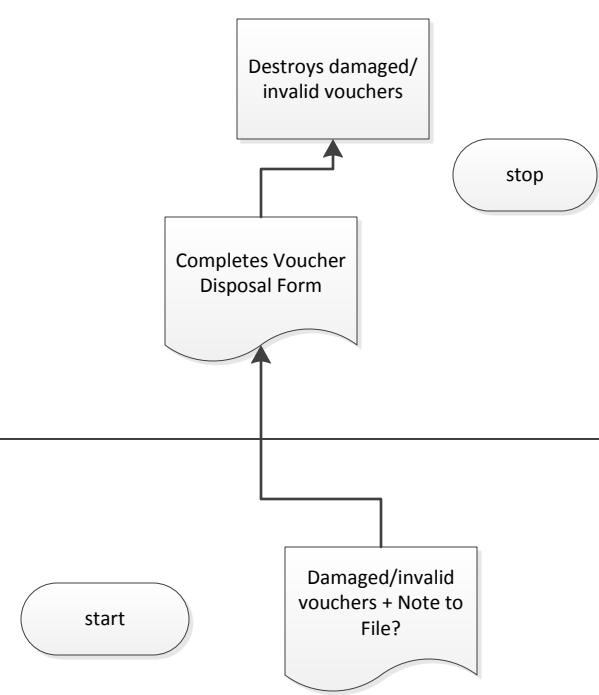 Destroys damaged/
invalid vouchers
stop
Completes Voucher
Disposal Form
Damaged/invalid
vouchers + Note to
File?
start